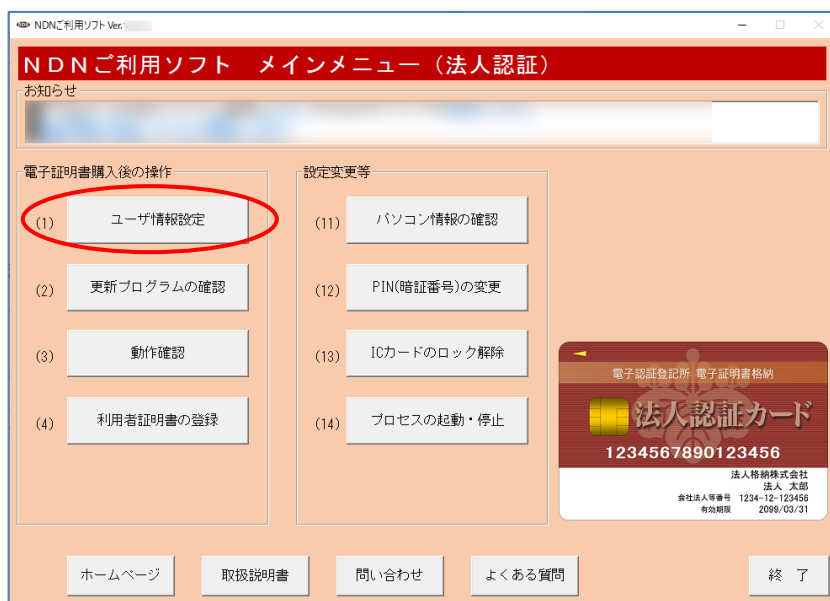 NDNご利用ソフト Ver.
NDNご利用ソフト メインメニュー（法人認証）
お知らせ
電子証明書購入後の操作
(1) ユーザ情報設定
(2) 更新プログラムの確認
(3) 動作確認
(4) 利用者証明書の登録
設定変更等
(11) パソコン情報の確認
(12) PIN(暗証番号)の変更
(13) ICカードのロック解除
(14) プロセスの起動・停止
電子認証登記所 電子証明書格納
法人認証カード
1234567890123456
法人格納株式会社
法人 太郎
会社法人等番号 1234-12-123456
有効期限 2099/03/31
ホームページ
取扱説明書
問い合わせ
よくある質問
終 了